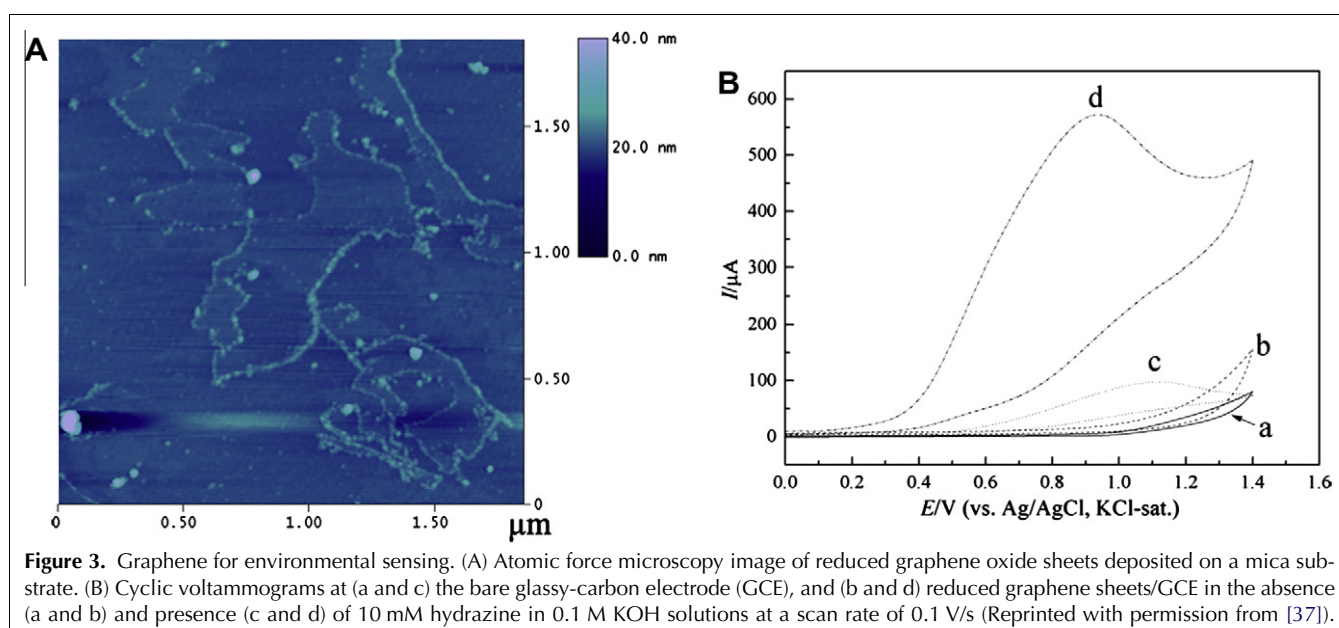 A
40.0 nm
20.0 nm
0.0 nm
1.50
1.00
0.50
0
0
0.50
1.00
1.50
μm
B
600
500
400
300
200
100
0
I/μA
d
c
b
a
0.0
0.2
0.4
0.6
0.8
1.0
1.2
1.4
1.6
E/V (vs. Ag/AgCl, KCl-sat.)
Figure 3. Graphene for environmental sensing. (A) Atomic force microscopy image of reduced graphene oxide sheets deposited on a mica sub-
strate. (B) Cyclic voltammograms at (a and c) the bare glassy-carbon electrode (GCE), and (b and d) reduced graphene sheets/GCE in the absence
(a and b) and presence (c and d) of 10 mM hydrazine in 0.1 M KOH solutions at a scan rate of 0.1 V/s (Reprinted with permission from [37]).